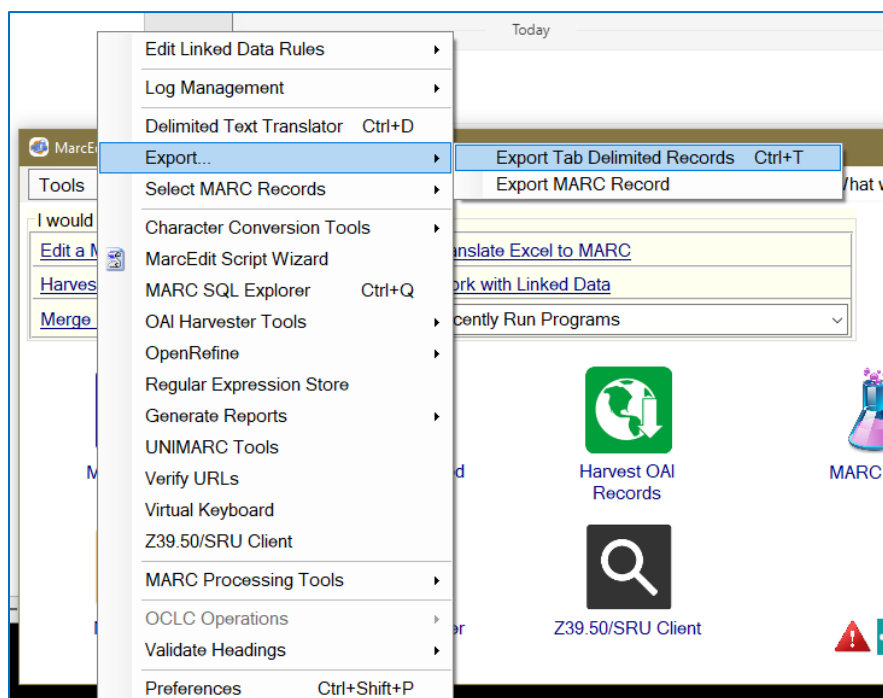 Today
Edit Linked Data Rules
Log Management
Delimited Text Translator Ctrl+D
Export...
Select MARC Records
Character Conversion Tools
MarcEdit Script Wizard
MARC SQL Explorer Ctrl+Q
OAI Harvester Tools
OpenRefine
Regular Expression Store
Generate Reports
UNIMARC Tools
Verify URLs
Virtual Keyboard
Z39.50/SRU Client
MARC Processing Tools
OCLC Operations
Validate Headings
Preferences Ctrl+Shift+P
Export Tab Delimited Records Ctrl+T
Export MARC Record
Tools
I would
Edit a
Harves
Merge
anslate Excel to MARC
ork with Linked Data
cently Run Programs
Harvest OAI
Records
MARC
Z39.50/SRU Client